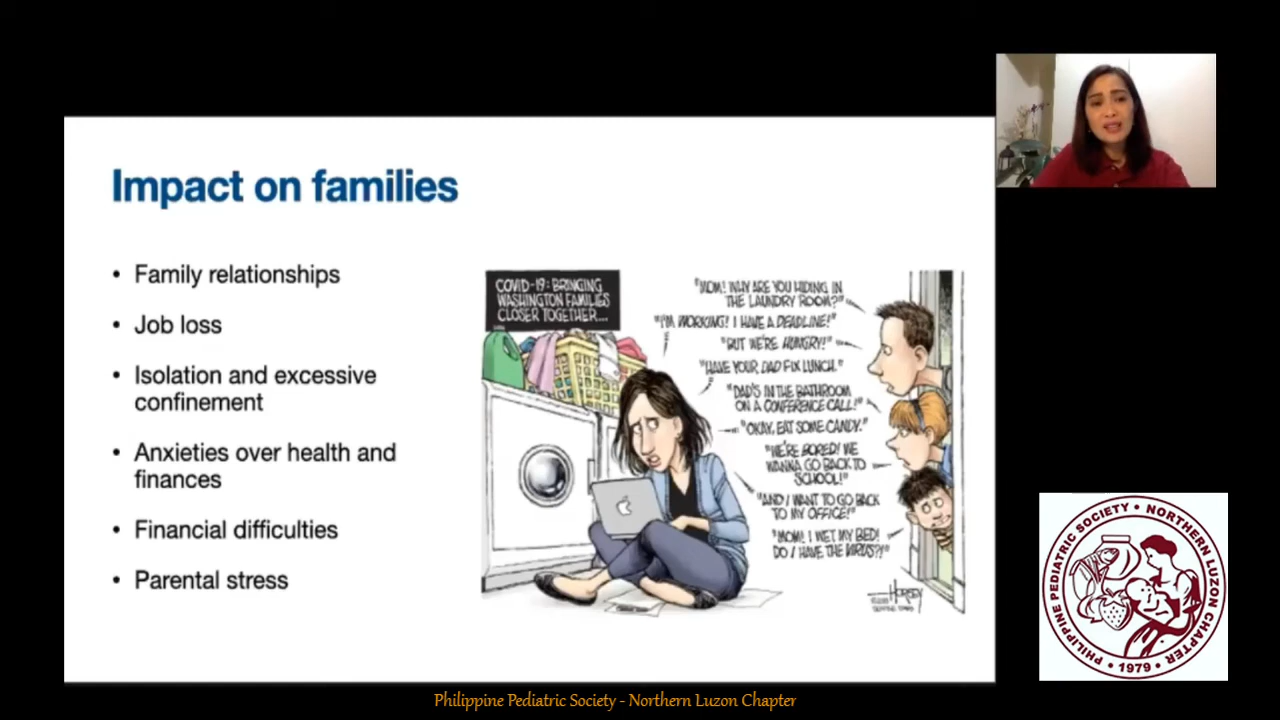 Impact on families
• Family relationships
• Job loss
• Isolation and excessive
confinement
• Anxieties over health and
finances
• Financial difficulties
• Parental stress
COVID-19: BRINGING
WASHINGTON FAMILIES
CLOSER TOGETHER...
"MOM! WHY ARE YOU HIDING IN
THE LAUNDRY ROOM?"
"I'M WORKING! I HAVE A DEADLINE!"
"BUT WE'RE HUNGRY!"
"HAVE YOUR DAD FIX LUNCH."
"DAD'S IN THE BATHROOM
ON A CONFERENCE CALL!"
"OKAY, EAT SOME CANDY."
"WE'RE BORED! WE
WANNA GO BACK TO
SCHOOL!"
"AND I WANT TO GO BACK
TO MY OFFICE!"
"MOM! I WET MY BED!
DO I HAVE THE VIRUS?!"
HORSEY
PHILIPPINE PEDIATRIC SOCIETY • NORTHERN LUZON CHAPTER
• 1979 •
Philippine Pediatric Society - Northern Luzon Chapter